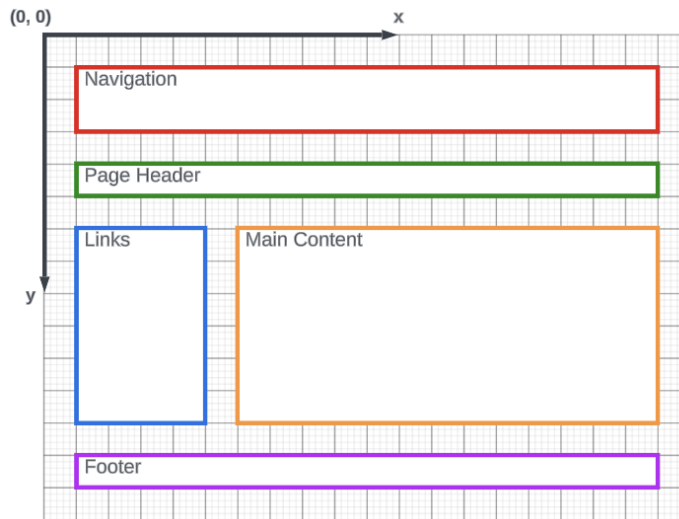 (0, 0)
x
Navigation
Page Header
Links
Main Content
y
Footer